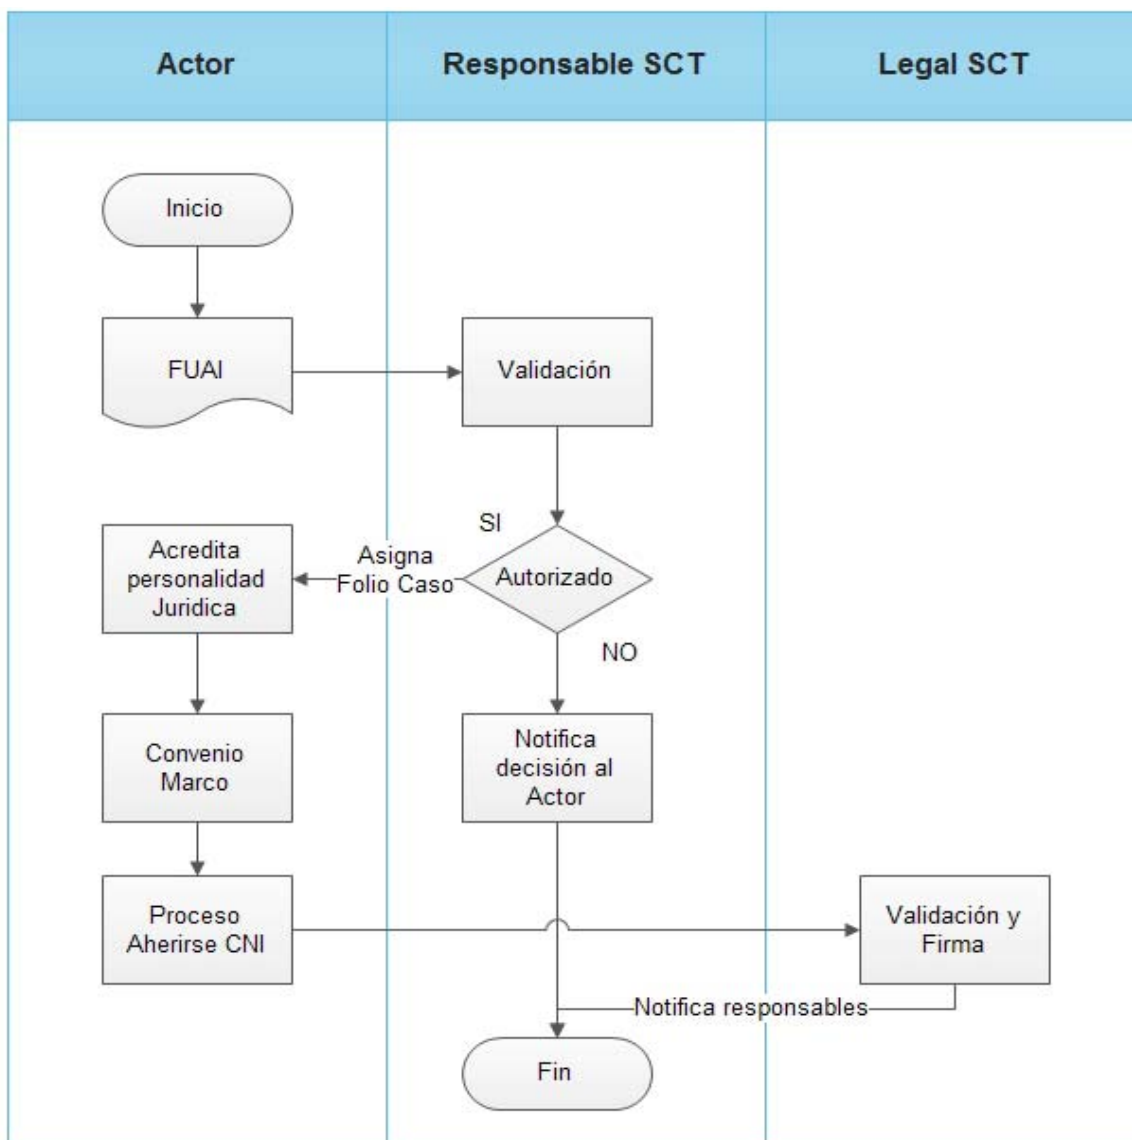 Actor
Responsable SCT
Legal SCT
Inicio
FUAI
Validación
SI
Asigna
Folio Caso
Autorizado
Acredita
personalidad
Juridica
NO
Convenio
Marco
Notifica
decisión al
Actor
Proceso
Aherirse CNI
Validación y
Firma
Notifica responsables
Fin